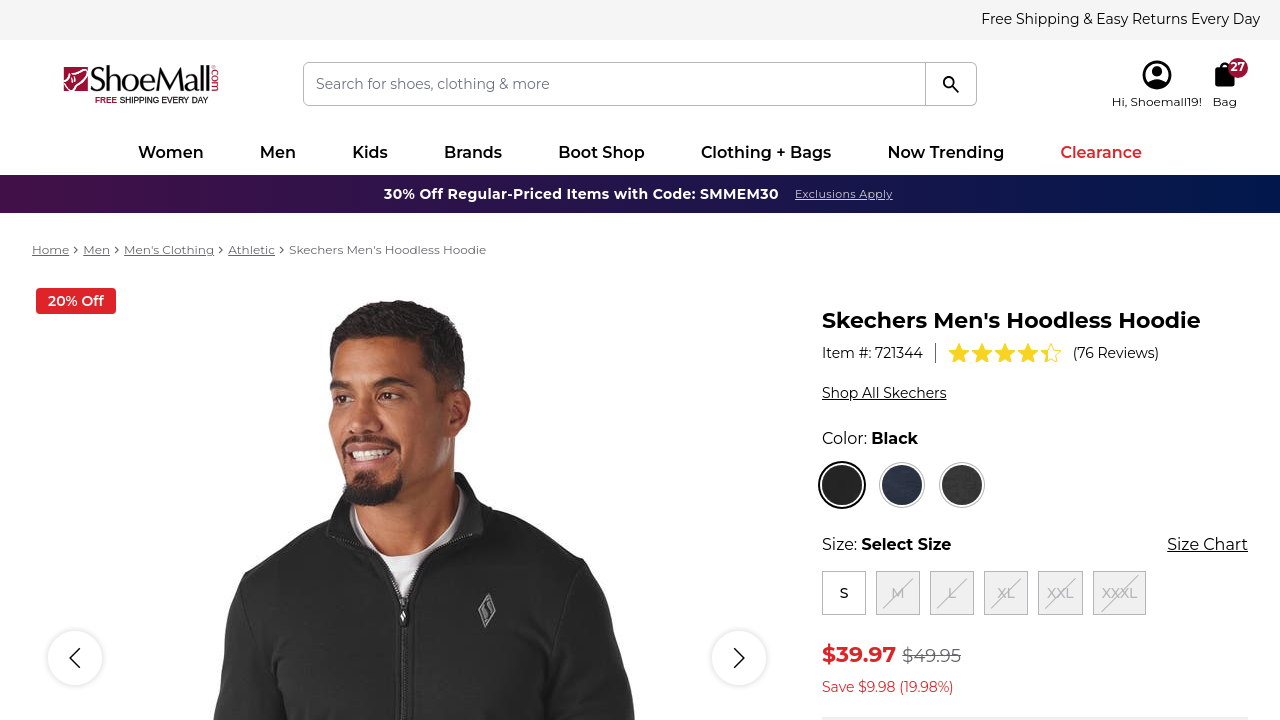 Free Shipping & Easy Returns Every Day
ShoeMall.com
FREE SHIPPING EVERY DAY
Search for shoes, clothing & more
27
Hi, Shoemall19!
Bag
Women
Men
Kids
Brands
Boot Shop
Clothing + Bags
Now Trending
Clearance
30% Off Regular-Priced Items with Code: SMMEM30
Exclusions Apply
Home > Men > Men's Clothing > Athletic > Skechers Men's Hoodless Hoodie
20% Off
Skechers Men's Hoodless Hoodie
Item #: 721344
(76 Reviews)
Shop All Skechers
Color: Black
Size: Select Size
Size Chart
S
M
L
XL
XXL
XXXL
$39.97 $49.95
Save $9.98 (19.98%)